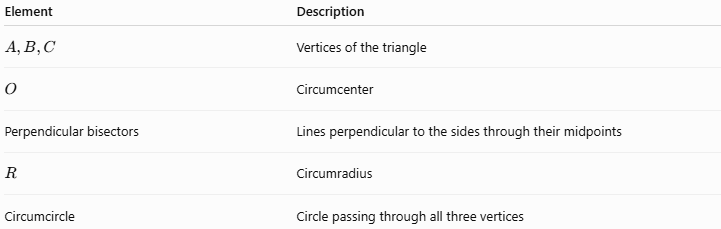 Element Description
A, B, C Vertices of the triangle
O Circumcenter
Perpendicular bisectors Lines perpendicular to the sides through their midpoints
R Circumradius
Circumcircle Circle passing through all three vertices